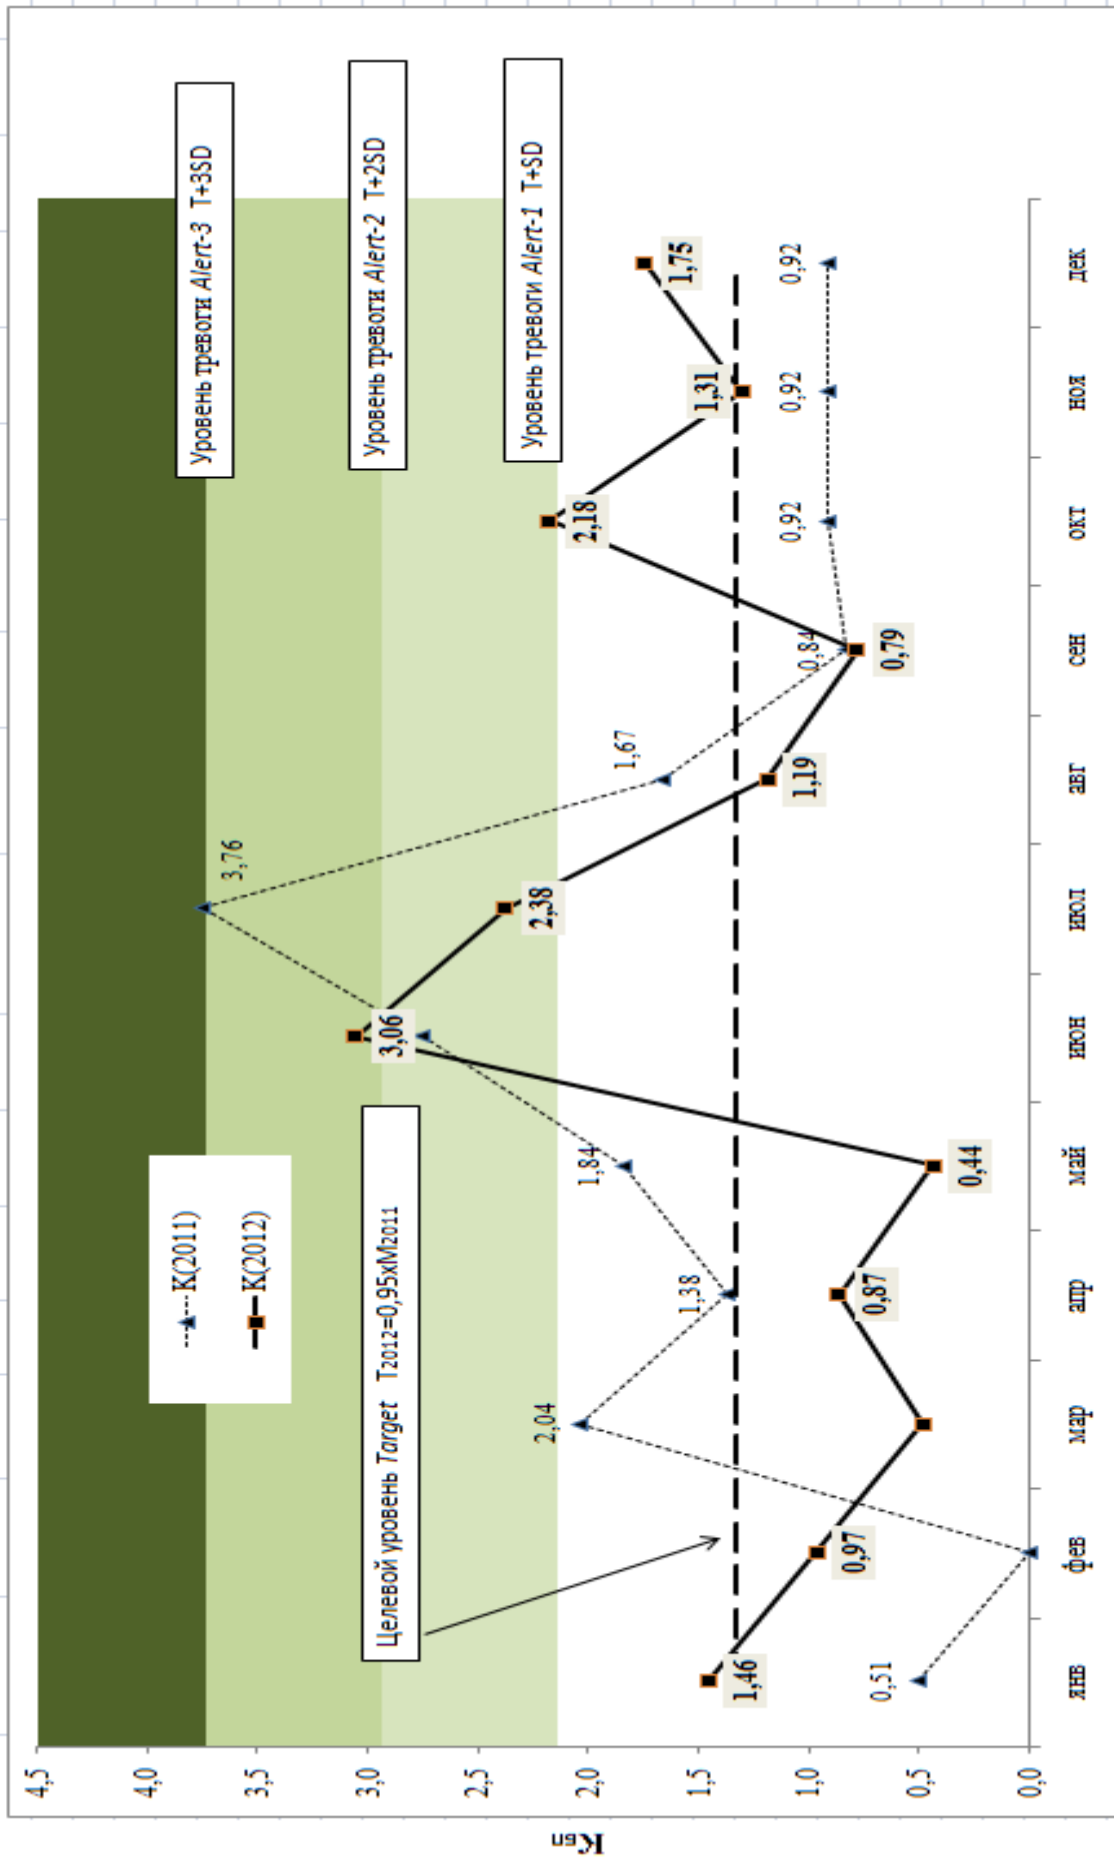 Уровень тревоги Alert-3 T+3SD
Уровень тревоги Alert-2 T+2SD
Уровень тревоги Alert-1 T+SD
K(2011)
K(2012)
Целевой уровень Target T2012=0,95xM2011
Кбп
4,5
4,0
3,5
3,0
2,5
2,0
1,5
1,0
0,5
0,0
0,51
2,04
1,38
1,84
3,76
1,67
0,84
0,92
0,92
0,92
1,46
0,97
0,87
0,44
3,06
2,38
1,19
0,79
2,18
1,31
1,75
янв
фев
мар
апр
май
июн
июл
авг
сен
окт
ноя
дек